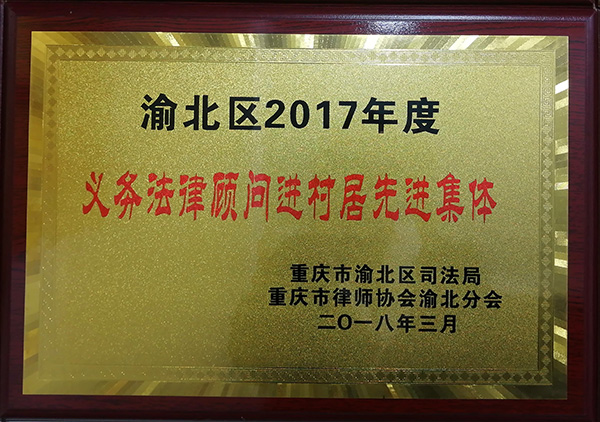 渝北区2017年度
义务法律顾问进村居先进集体
重庆市渝北区司法局
重庆市律师协会渝北分会
二〇一八年三月